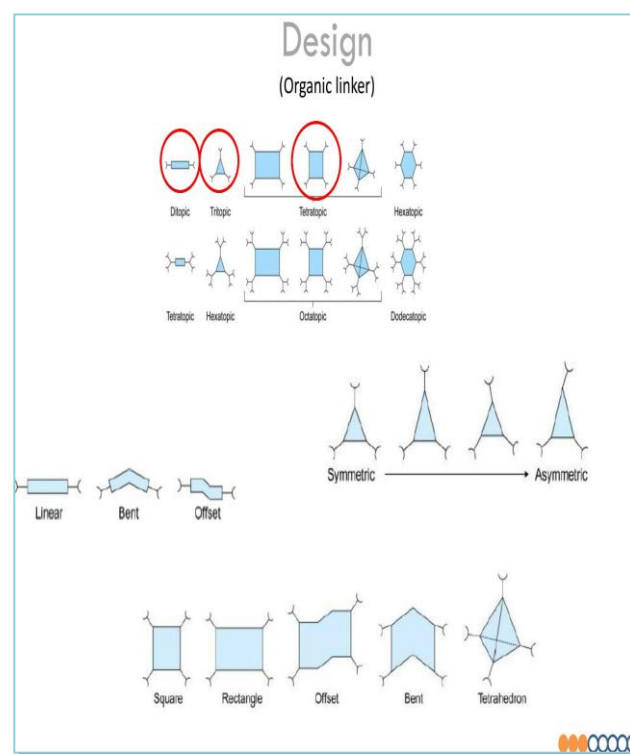 Design
(Organic linker)
Ditopic Tritopic Tetratopic Hexatopic
Tetratopic Hexatopic Octatopic Dodecatopic
Symmetric Asymmetric
Linear Bent Offset
Square Rectangle Offset Bent Tetrahedron